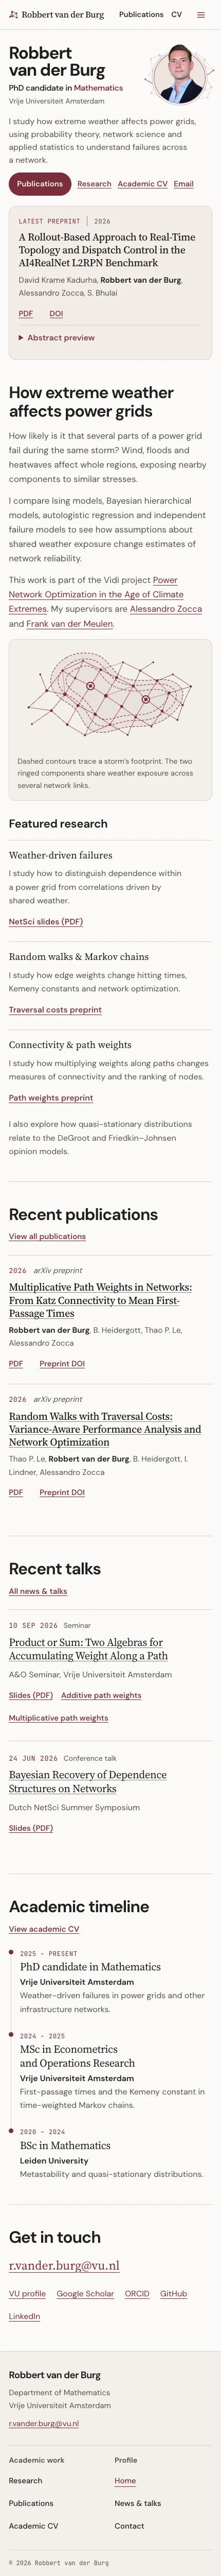 Robbert van der Burg
Publications
CV
Robbert
van der Burg
PhD candidate in Mathematics
Vrije Universiteit Amsterdam
I study how extreme weather affects power grids,
using probability theory, network science and
applied statistics to understand failures across
a network.
Publications
Research
Academic CV
Email
LATEST PREPRINT
2026
A Rollout-Based Approach to Real-Time
Topology and Dispatch Control in the
AI4RealNet L2RPN Benchmark
David Krame Kadurha, Robbert van der Burg,
Alessandro Zocca, S. Bhulai
PDF
DOI
▶ Abstract preview
How extreme weather
affects power grids
How likely is it that several parts of a power grid
fail during the same storm? Wind, floods and
heat affect whole regions, exposing nearby
components to similar stresses.
I compare Ising models, Bayesian hierarchical
models, autologistic regression and independent
failure models to see how assumptions about
shared weather exposure change estimates of
network reliability.
This work is part of the Vidi project Power
Network Optimization in the Age of Climate
Extremes. My supervisors are Alessandro Zocca
and Frank van der Meulen.
Dashed contours trace a storm's footprint. The two
ringed components share weather exposure across
several network links.
Featured research
Weather-driven failures
I study how to distinguish dependence within
a power grid from correlations driven by
shared weather.
NetSci slides (PDF)
Random walks & Markov chains
I study how edge weights change hitting times,
Kemeny constants and network optimization.
Traversal costs preprint
Connectivity & path weights
I study how multiplying weights along paths changes
measures of connectivity and the ranking of nodes.
Path weights preprint
I also explore how quasi-stationary distributions
relate to the DeGroot and Friedkin–Johnsen
opinion models.
Recent publications
View all publications
2026 arXiv preprint
Multiplicative Path Weights in Networks:
From Katz Connectivity to Mean First-
Passage Times
Robbert van der Burg, B. Heidergott, Thao P. Le,
Alessandro Zocca
PDF
Preprint DOI
2026 arXiv preprint
Random Walks with Traversal Costs:
Variance-Aware Performance Analysis and
Network Optimization
Thao P. Le, Robbert van der Burg, B. Heidergott, I.
Lindner, Alessandro Zocca
PDF
Preprint DOI
Recent talks
All news & talks
10 SEP 2026 Seminar
Product or Sum: Two Algebras for
Accumulating Weight Along a Path
A&O Seminar, Vrije Universiteit Amsterdam
Slides (PDF)
Additive path weights
Multiplicative path weights
24 JUN 2026 Conference talk
Bayesian Recovery of Dependence
Structures on Networks
Dutch NetSci Summer Symposium
Slides (PDF)
Academic timeline
View academic CV
2025 – PRESENT
PhD candidate in Mathematics
Vrije Universiteit Amsterdam
Weather-driven failures in power grids and other
infrastructure networks.
2024 – 2025
MSc in Econometrics
and Operations Research
Vrije Universiteit Amsterdam
First-passage times and the Kemeny constant in
time-weighted Markov chains.
2020 – 2024
BSc in Mathematics
Leiden University
Metastability and quasi-stationary distributions.
Get in touch
r.vander.burg@vu.nl
VU profile
Google Scholar
ORCID
GitHub
LinkedIn
Robbert van der Burg
Department of Mathematics
Vrije Universiteit Amsterdam
r.vander.burg@vu.nl
Academic work
Profile
Research
Home
Publications
News & talks
Academic CV
Contact
© 2026 Robbert van der Burg